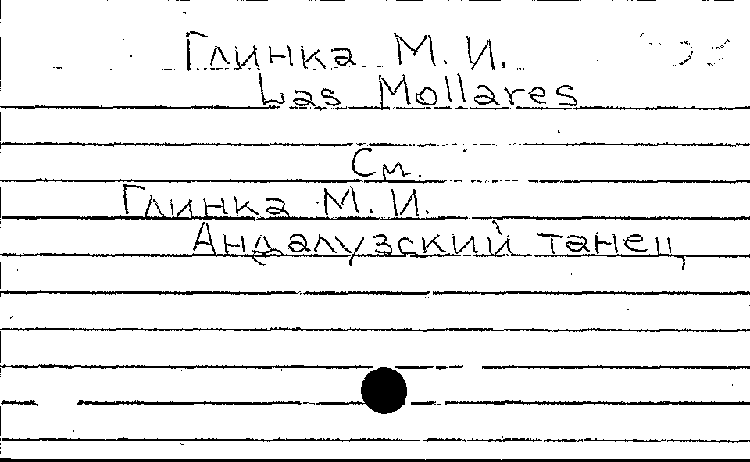 Глинка М. И.
Las Mollares
См.
Глинка М. И.
Андалузский танец